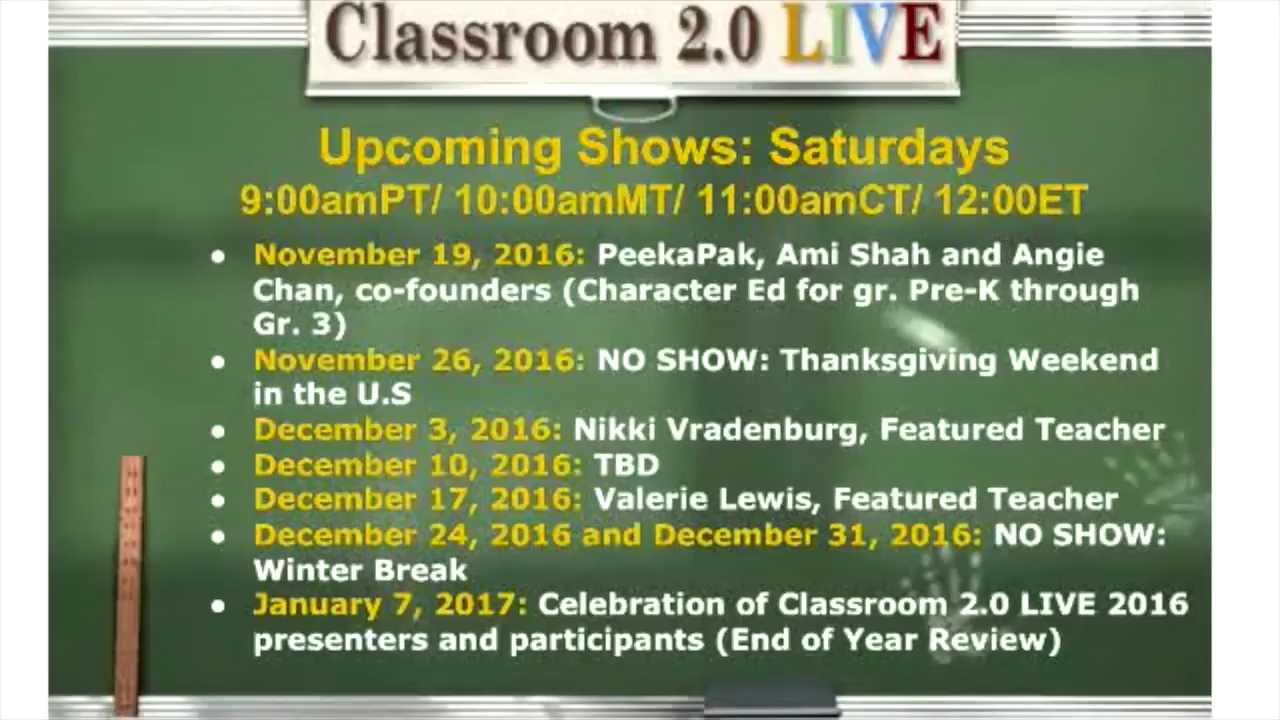 Classroom 2.0 LIVE
Upcoming Shows: Saturdays
9:00amPT/ 10:00amMT/ 11:00amCT/ 12:00ET
• November 19, 2016: PeekaPak, Ami Shah and Angie
Chan, co-founders (Character Ed for gr. Pre-K through
Gr. 3)
• November 26, 2016: NO SHOW: Thanksgiving Weekend
in the U.S
• December 3, 2016: Nikki Vradenburg, Featured Teacher
• December 10, 2016: TBD
• December 17, 2016: Valerie Lewis, Featured Teacher
• December 24, 2016 and December 31, 2016: NO SHOW:
Winter Break
• January 7, 2017: Celebration of Classroom 2.0 LIVE 2016
presenters and participants (End of Year Review)